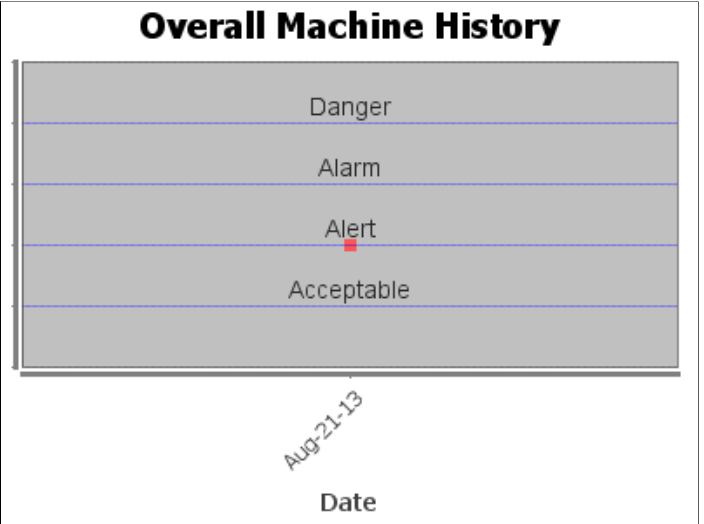 Overall Machine History
Danger
Alarm
Alert
Acceptable
Aug-21-13
Date